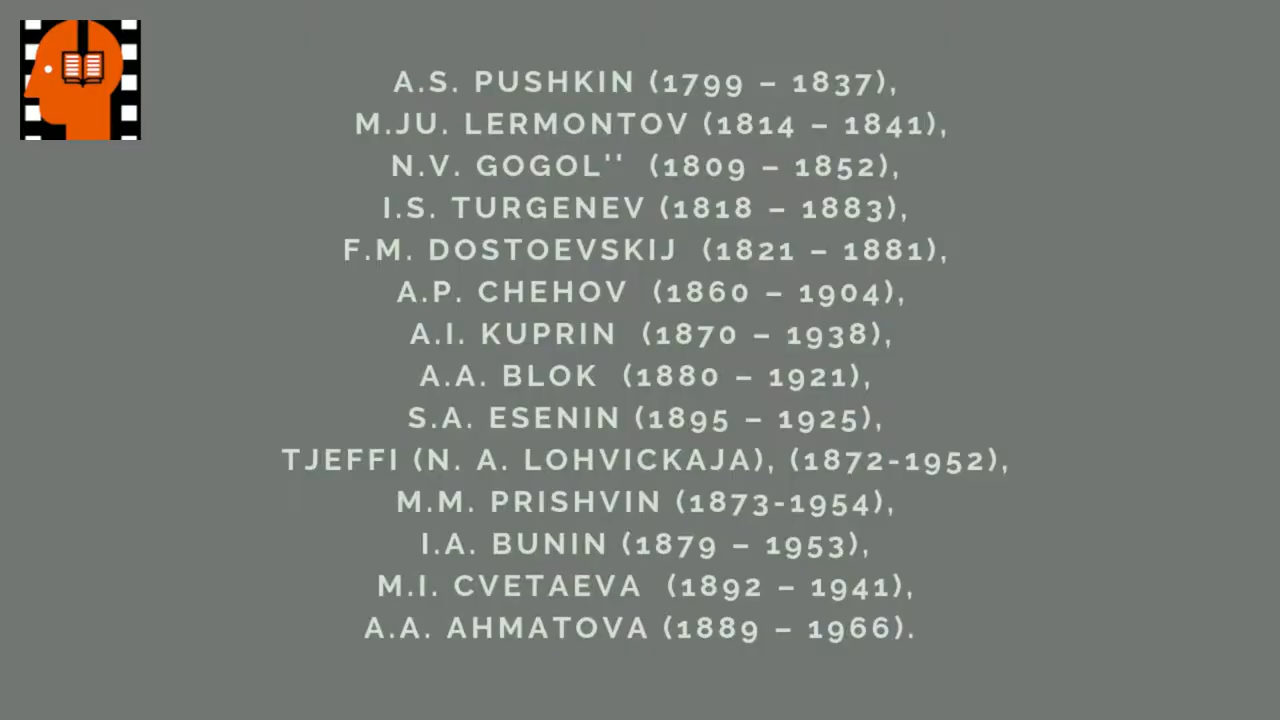 A.S. PUSHKIN (1799 – 1837),
M.JU. LERMONTOV (1814 – 1841),
N.V. GOGOL'' (1809 – 1852),
I.S. TURGENEV (1818 – 1883),
F.M. DOSTOEVSKIJ (1821 – 1881),
A.P. CHEHOV (1860 – 1904),
A.I. KUPRIN (1870 – 1938),
A.A. BLOK (1880 – 1921),
S.A. ESENIN (1895 – 1925),
TJEFFI (N. A. LOHVICKAJA), (1872-1952),
M.M. PRISHVIN (1873-1954),
I.A. BUNIN (1879 – 1953),
M.I. CVETAEVA (1892 – 1941),
A.A. AHMATOVA (1889 – 1966).